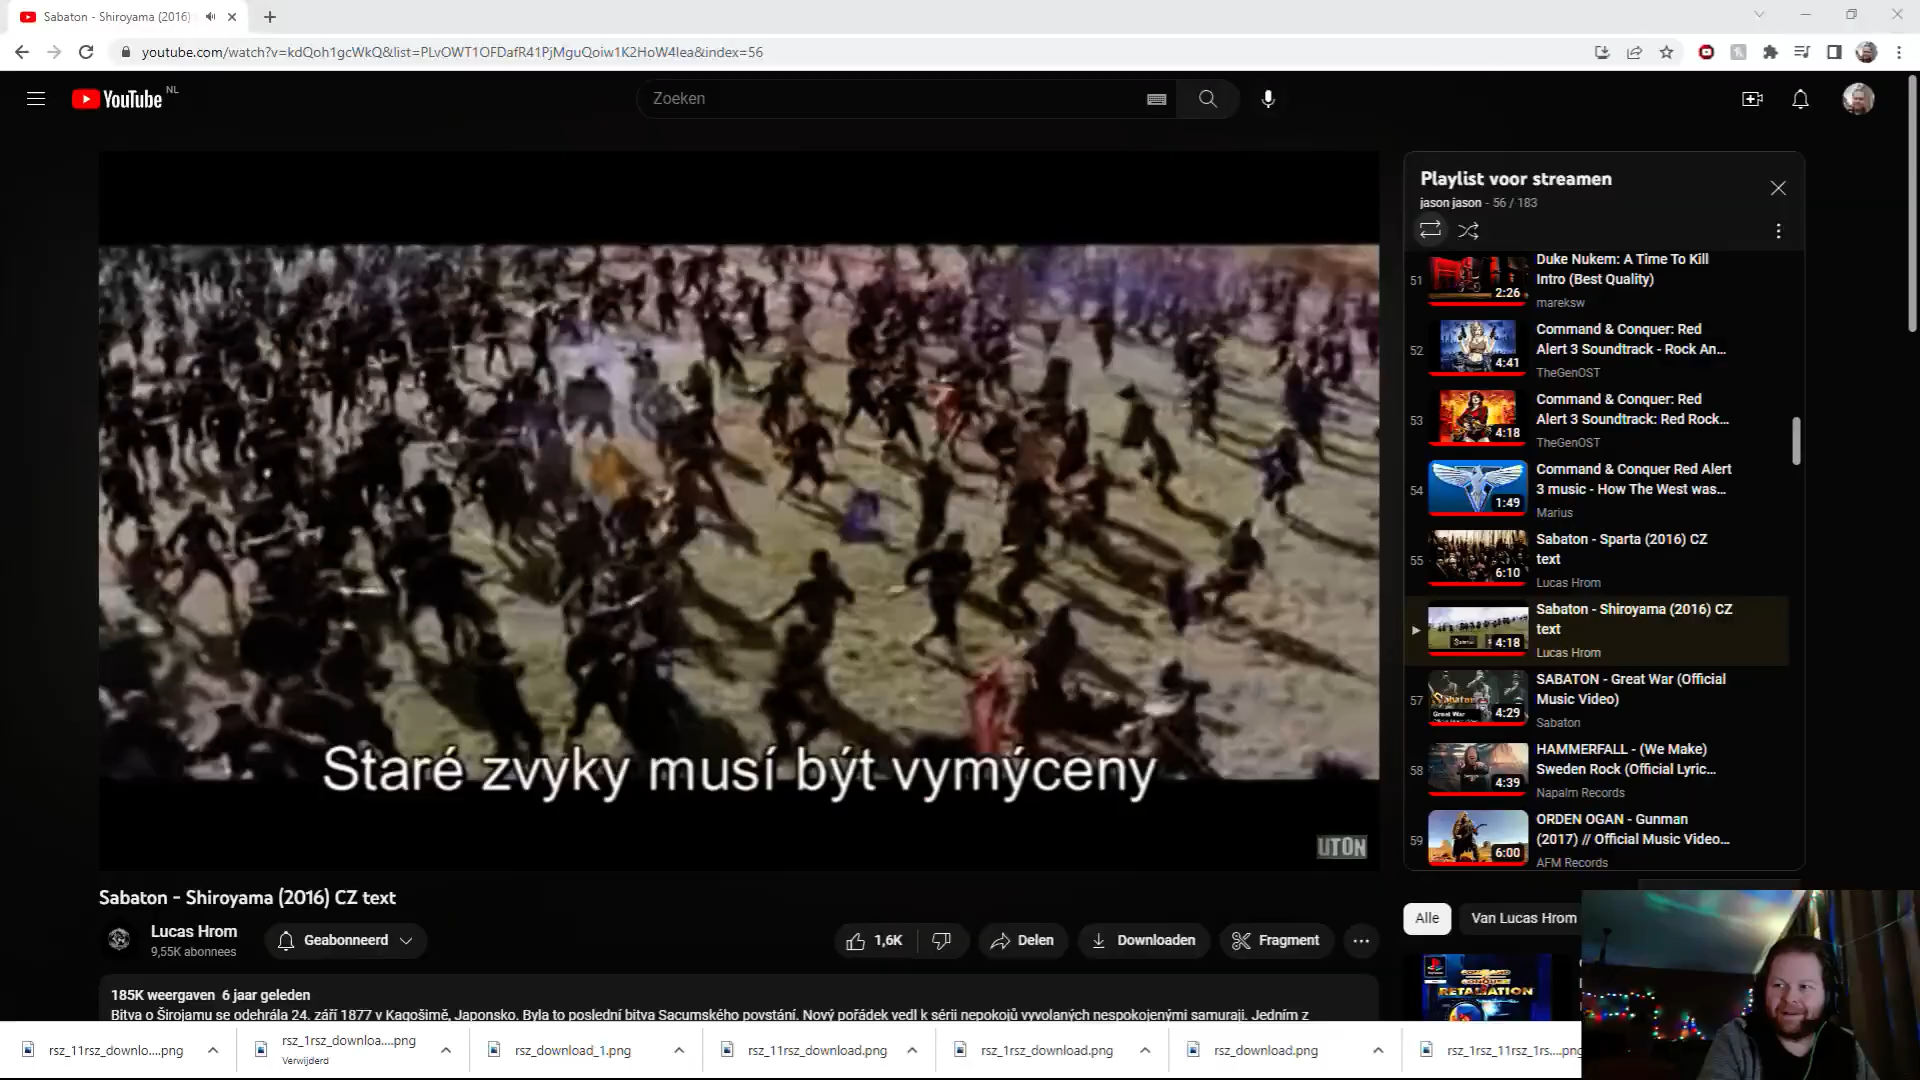 Sabaton - Shiroyama (2016)
youtube.com/watch?v=kdQoh1gcWkQ&list=PLvOWT1OFDafR41PjMguQoiw1K2HoW4lea&index=56
YouTube NL
Zoeken
Staré zvyky musí být vymýceny
UTON
Playlist voor streamen
jason jason - 56 / 183
51
2:26
Duke Nukem: A Time To Kill
Intro (Best Quality)
mareksw
52
4:41
Command & Conquer: Red
Alert 3 Soundtrack - Rock An...
TheGenOST
53
4:18
Command & Conquer: Red
Alert 3 Soundtrack: Red Rock...
TheGenOST
54
1:49
Command & Conquer Red Alert
3 music - How The West was...
Marius
55
6:10
Sabaton - Sparta (2016) CZ
text
Lucas Hrom
4:18
Sabaton - Shiroyama (2016) CZ
text
Lucas Hrom
57
4:29
SABATON - Great War (Official
Music Video)
Sabaton
58
4:39
HAMMERFALL - (We Make)
Sweden Rock (Official Lyric...
Napalm Records
59
6:00
ORDEN OGAN - Gunman
(2017) // Official Music Video...
AFM Records
Sabaton - Shiroyama (2016) CZ text
Lucas Hrom
9,55K abonnees
Geabonneerd
1,6K
Delen
Downloaden
Fragment
Alle
Van Lucas Hrom
RETALIATION
185K weergaven 6 jaar geleden
Bitva o Širojamu se odehrála 24. září 1877 v Kagošimě, Japonsko. Byla to poslední bitva Sacumského povstání. Nový pořádek vedl k sérii nepokojů vyvolaných nespokojenými samuraji. Jedním z
rsz_11rsz_downlo....png
rsz_1rsz_downloa....png
Verwijderd
rsz_download_1.png
rsz_11rsz_download.png
rsz_1rsz_download.png
rsz_download.png
rsz_1rsz_11rsz_1rs....png